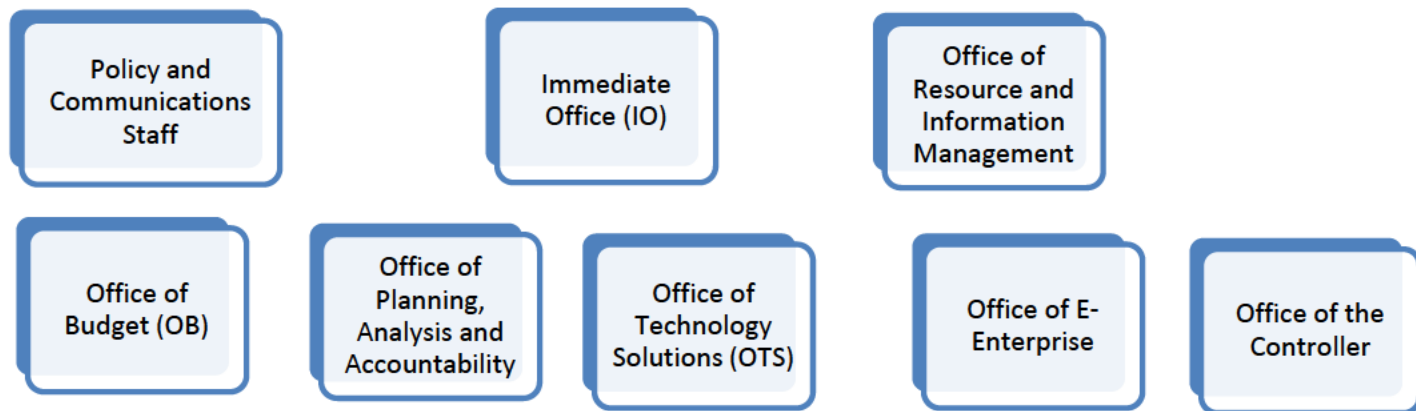 Policy and
Communications
Staff
Immediate
Office (IO)
Office of
Resource and
Information
Management
Office of
Budget (OB)
Office of
Planning,
Analysis and
Accountability
Office of
Technology
Solutions (OTS)
Office of E-
Enterprise
Office of the
Controller